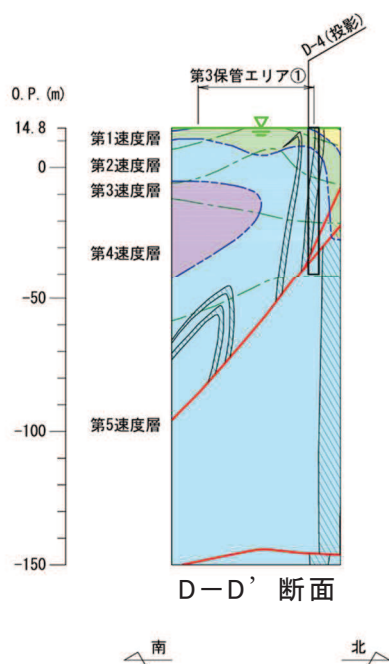 D-4(投影)
第3保管エリア①
O.P.(m)
14.8
第1速度層
0
第2速度層
第3速度層
第4速度層
-50
第5速度層
-100
-150
D-D’断面
南
北